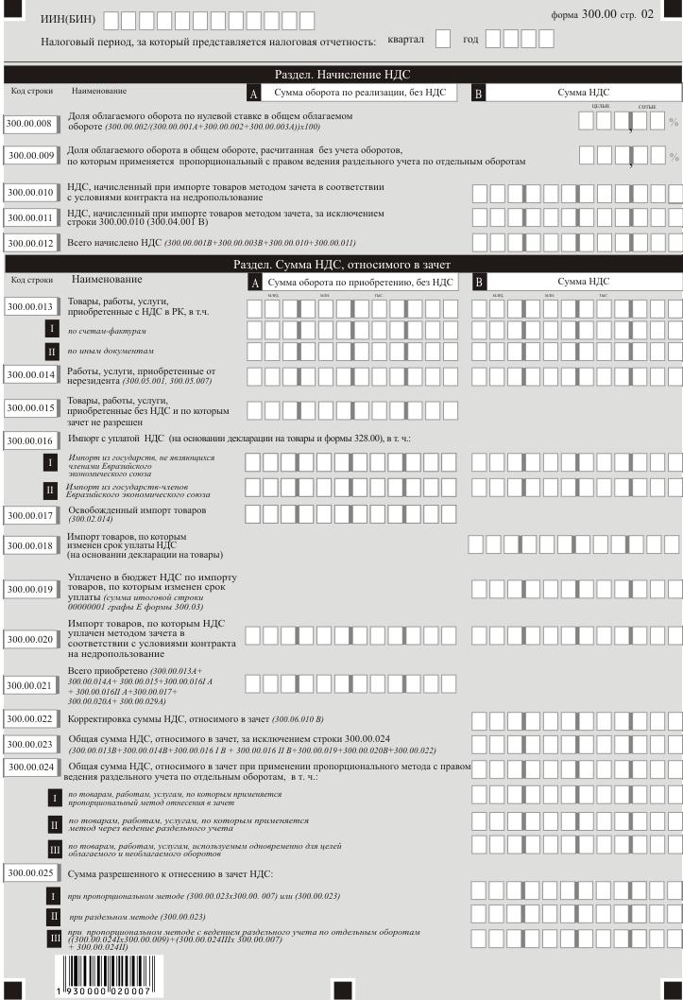 форма 300.00 стр. 02
ИИН(БИН)
Налоговый период, за который представляется налоговая отчетность: квартал год
Раздел. Начисление НДС
Код строки Наименование A Сумма оборота по реализации, без НДС B Сумма НДС
целые сотые
300.00.008 Доля облагаемого оборота по нулевой ставке в общем облагаемом
обороте (300.00.002/(300.00.001A+300.00.002+300.00.003A))x100) , %
300.00.009 Доля облагаемого оборота в общем обороте, расчитанная без учета оборотов,
по которым применяется пропорциональный с правом ведения раздельного учета по отдельным оборотам , %
300.00.010 НДС, начисленный при импорте товаров методом зачета в соответствии
с условиями контракта на недропользование
300.00.011 НДС, начисленный при импорте товаров методом зачета, за исключением
строки 300.00.010 (300.04.001 B)
300.00.012 Всего начислено НДС (300.00.001B+300.00.003B+300.00.010+300.00.011)
Раздел. Сумма НДС, относимого в зачет
Код строки Наименование A Сумма оборота по приобретению, без НДС B Сумма НДС
млрд млн тыс млрд млн тыс
300.00.013 Товары, работы, услуги,
приобретенные с НДС в РК, в т.ч.
I по счетам-фактурам
II по иным документам
300.00.014 Работы, услуги, приобретенные от
нерезидента (300.05.001, 300.05.007)
300.00.015 Товары, работы, услуги,
приобретенные без НДС и по которым
зачет не разрешен
300.00.016 Импорт с уплатой НДС (на основании декларации на товары и формы 328.00), в т. ч.:
I Импорт из государств, не являющихся
членами Евразийского
экономического союза
II Импорт из государств-членов
Евразийского экономического союза
300.00.017 Освобожденный импорт товаров
(300.02.014)
300.00.018 Импорт товаров, по которым
изменен срок уплаты НДС
(на основании декларации на товары)
300.00.019 Уплачено в бюджет НДС по импорту
товаров, по которым изменен срок
уплаты (сумма итоговой строки
00000001 графы E формы 300.03)
300.00.020 Импорт товаров, по которым НДС
уплачен методом зачета в
соответствии с условиями контракта
на недропользование
300.00.021 Всего приобретено (300.00.013A+
300.00.014A+ 300.00.015+300.00.016I A
+ 300.00.016II A+300.00.017+
300.00.020A+ 300.00.029A)
300.00.022 Корректировка суммы НДС, относимого в зачет (300.06.010 B)
300.00.023 Общая сумма НДС, относимого в зачет, за исключением строки 300.00.024
(300.00.013B+300.00.014B+300.00.016 I B + 300.00.016 II B+300.00.019+300.00.020B+300.00.022)
300.00.024 Общая сумма НДС, относимого в зачет при применении пропорционального метода с правом
ведения раздельного учета по отдельным оборотам, в т. ч.:
I по товарам, работам, услугам, по которым применяется
пропорциональный метод отнесения в зачет
II по товарам, работам, услугам, по которым применяется
метод через ведение раздельного учета
III по товарам, работам, услугам, используемым одновременно для целей
облагаемого и необлагаемого оборотов
300.00.025 Сумма разрешенного к отнесению в зачет НДС:
I при пропорциональном методе (300.00.023x300.00. 007) или (300.00.023)
II при раздельном методе (300.00.023)
III при пропорциональном методе с ведением раздельного учета по отдельным оборотам
((300.00.024Ix300.00.009)+(300.00.024IIIx 300.00.007)
+ 300.00.024II)
1 930000 020007